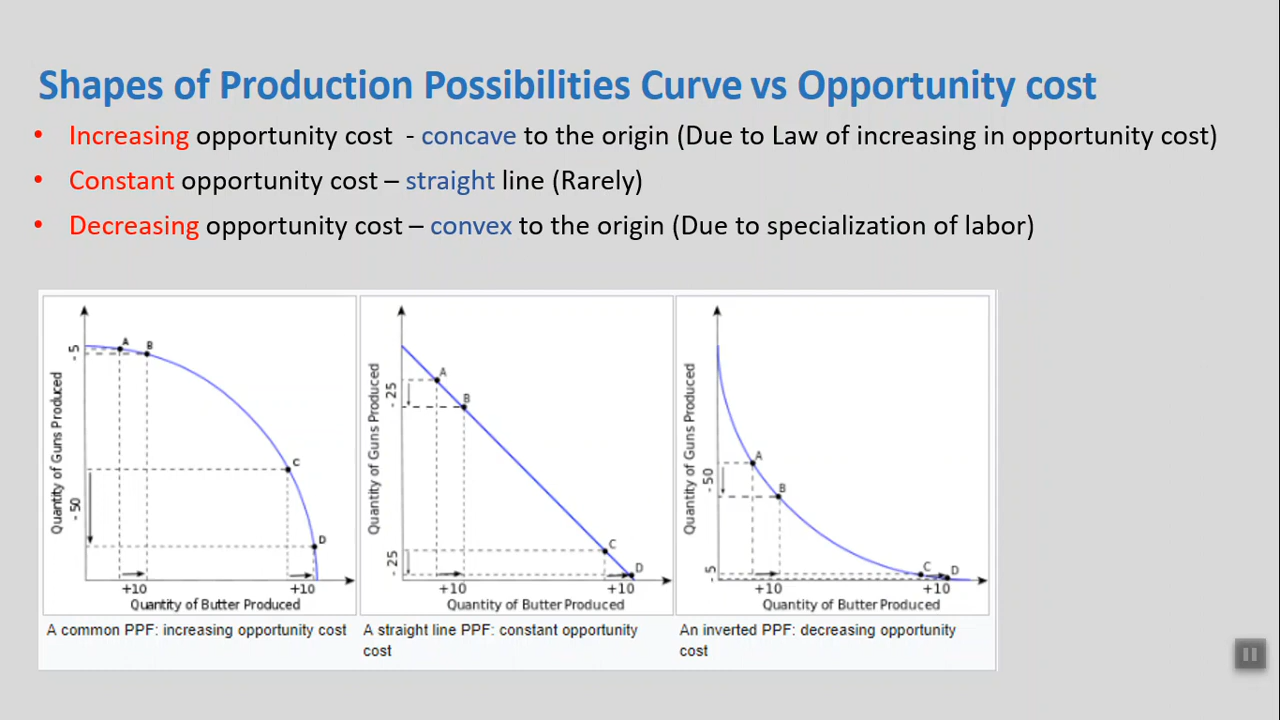 Shapes of Production Possibilities Curve vs Opportunity cost
• Increasing opportunity cost - concave to the origin (Due to Law of increasing in opportunity cost)
• Constant opportunity cost – straight line (Rarely)
• Decreasing opportunity cost – convex to the origin (Due to specialization of labor)
Quantity of Guns Produced
- 5
- 50
A
B
C
D
+10
+10
Quantity of Butter Produced
A common PPF: increasing opportunity cost
Quantity of Guns Produced
- 25
- 25
A
B
C
D
+10
+10
Quantity of Butter Produced
A straight line PPF: constant opportunity
cost
Quantity of Guns Produced
- 50
- 5
A
B
C
D
+10
+10
Quantity of Butter Produced
An inverted PPF: decreasing opportunity
cost